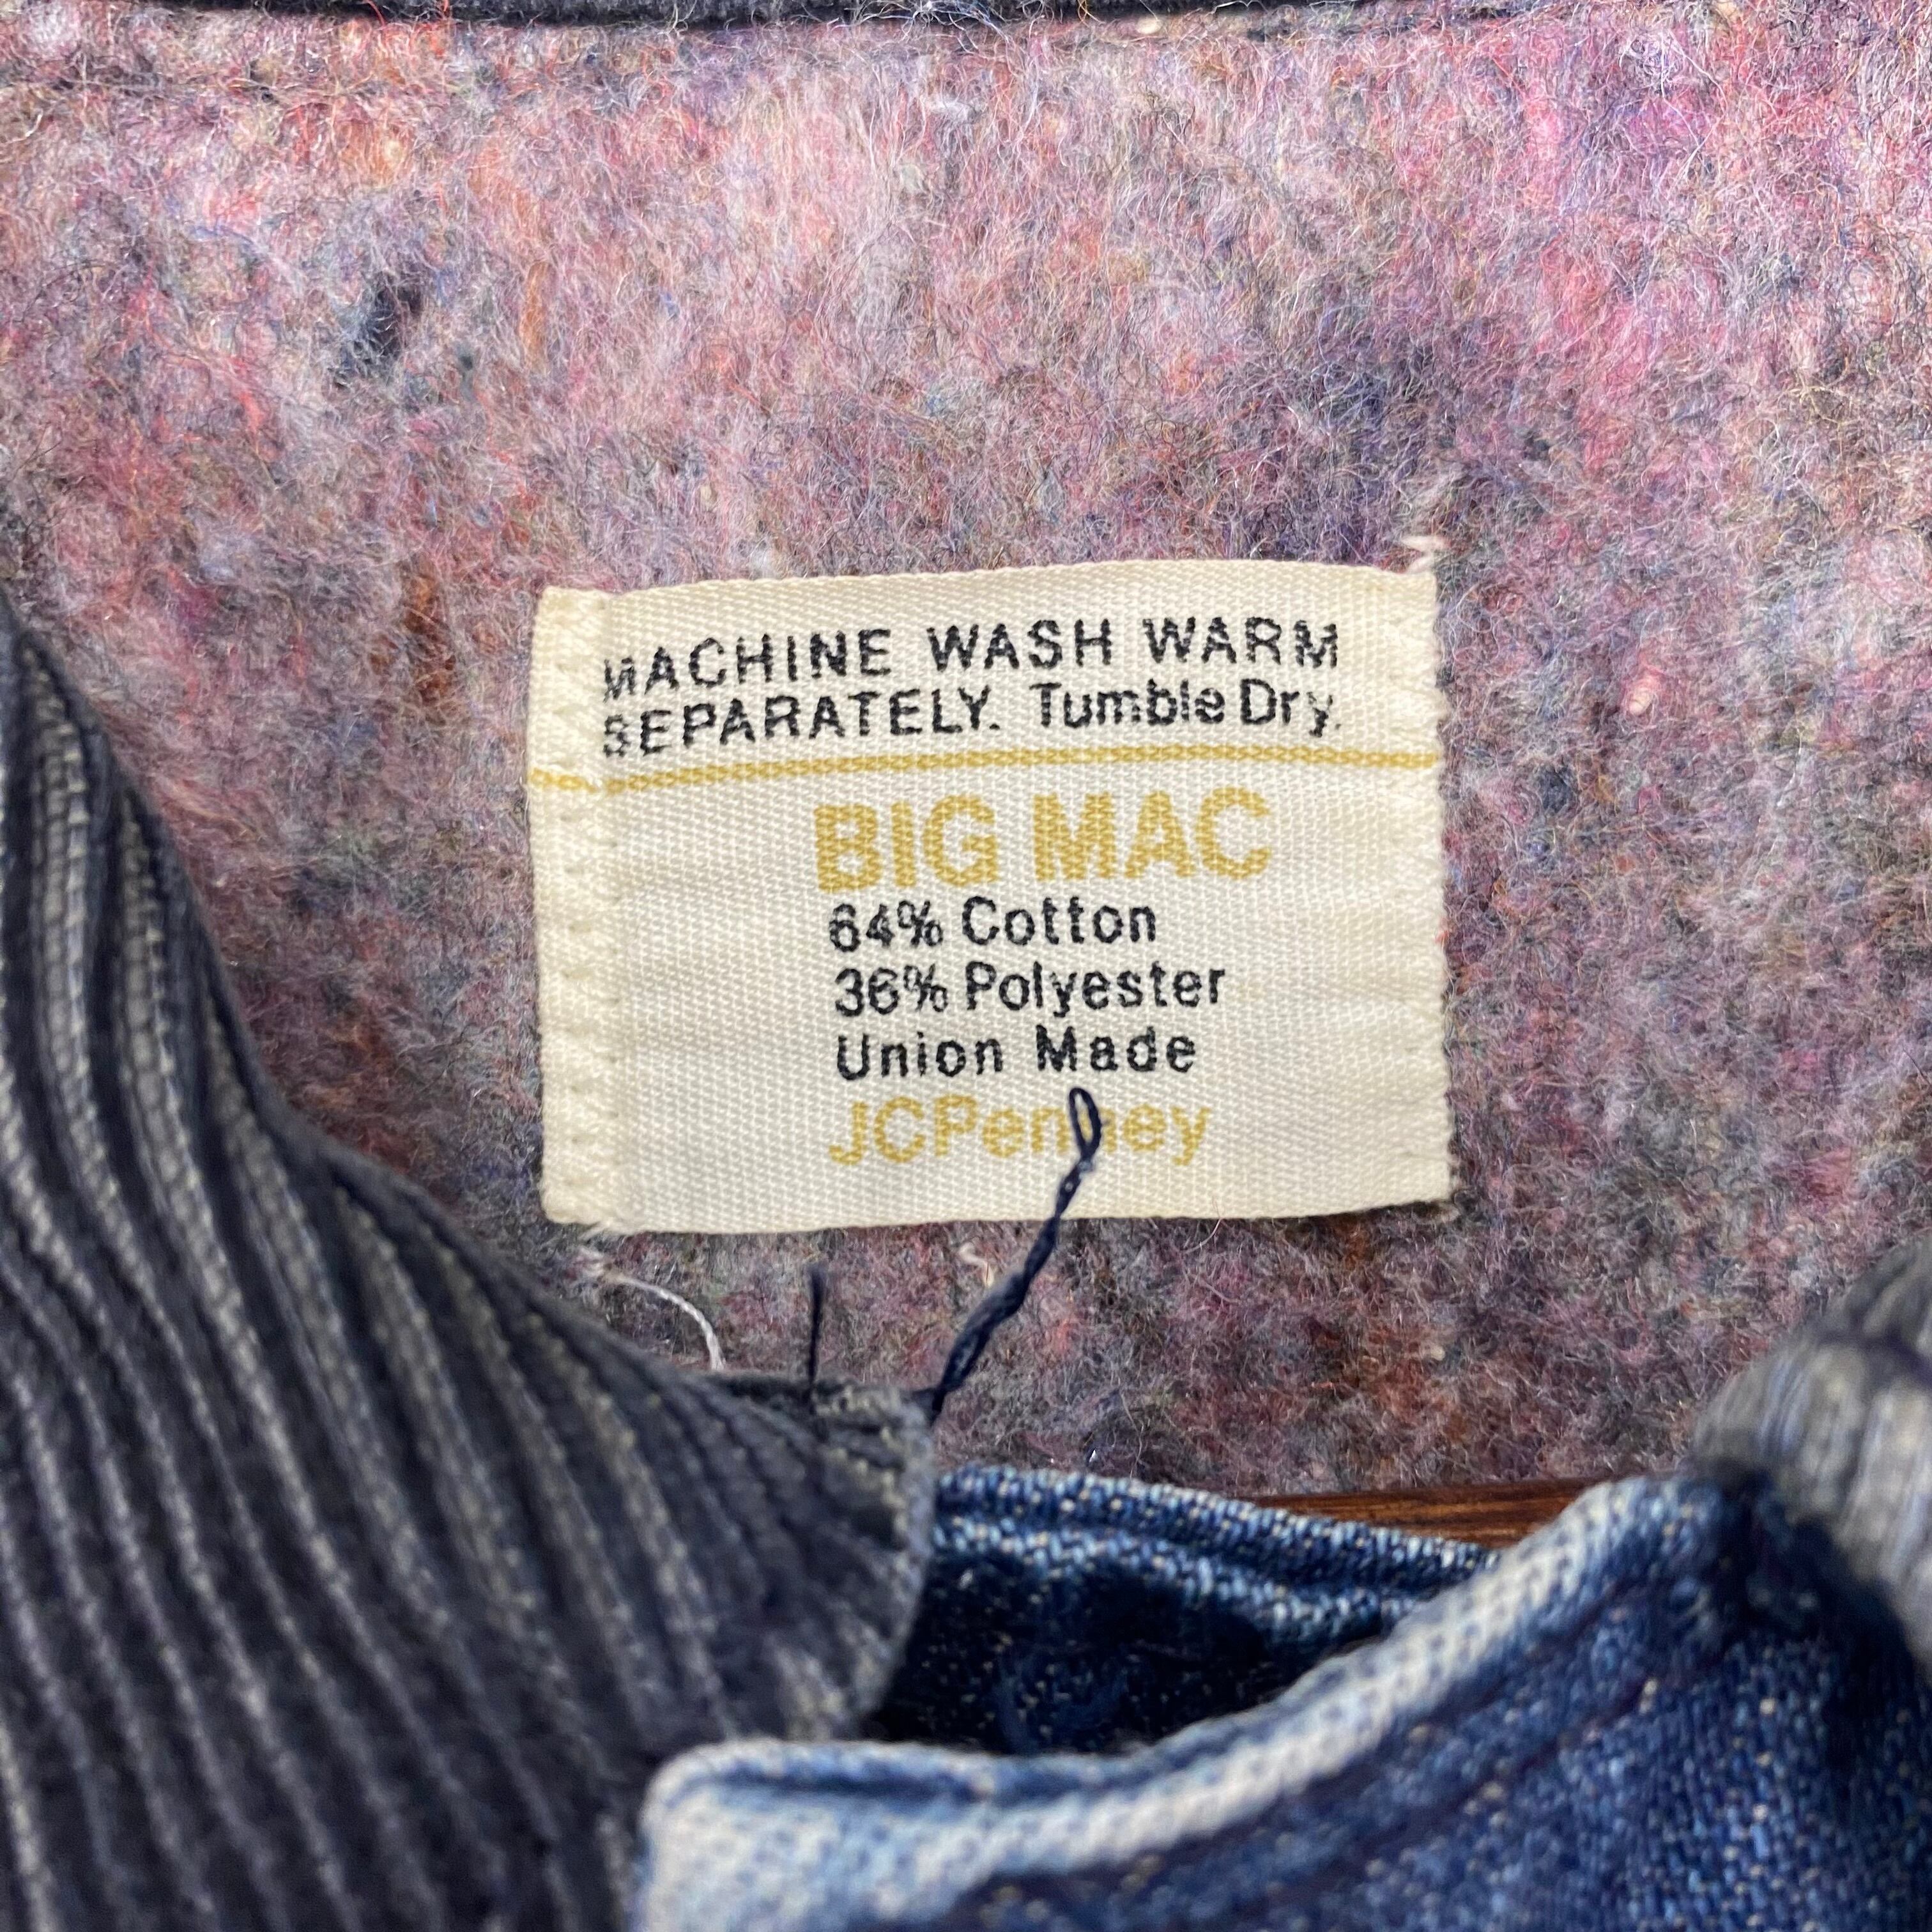 MACHINE WASH WARM
SEPARATELY. Tumble Dry.
BIG MAC
64% Cotton
36% Polyester
Union Made
JCPenney